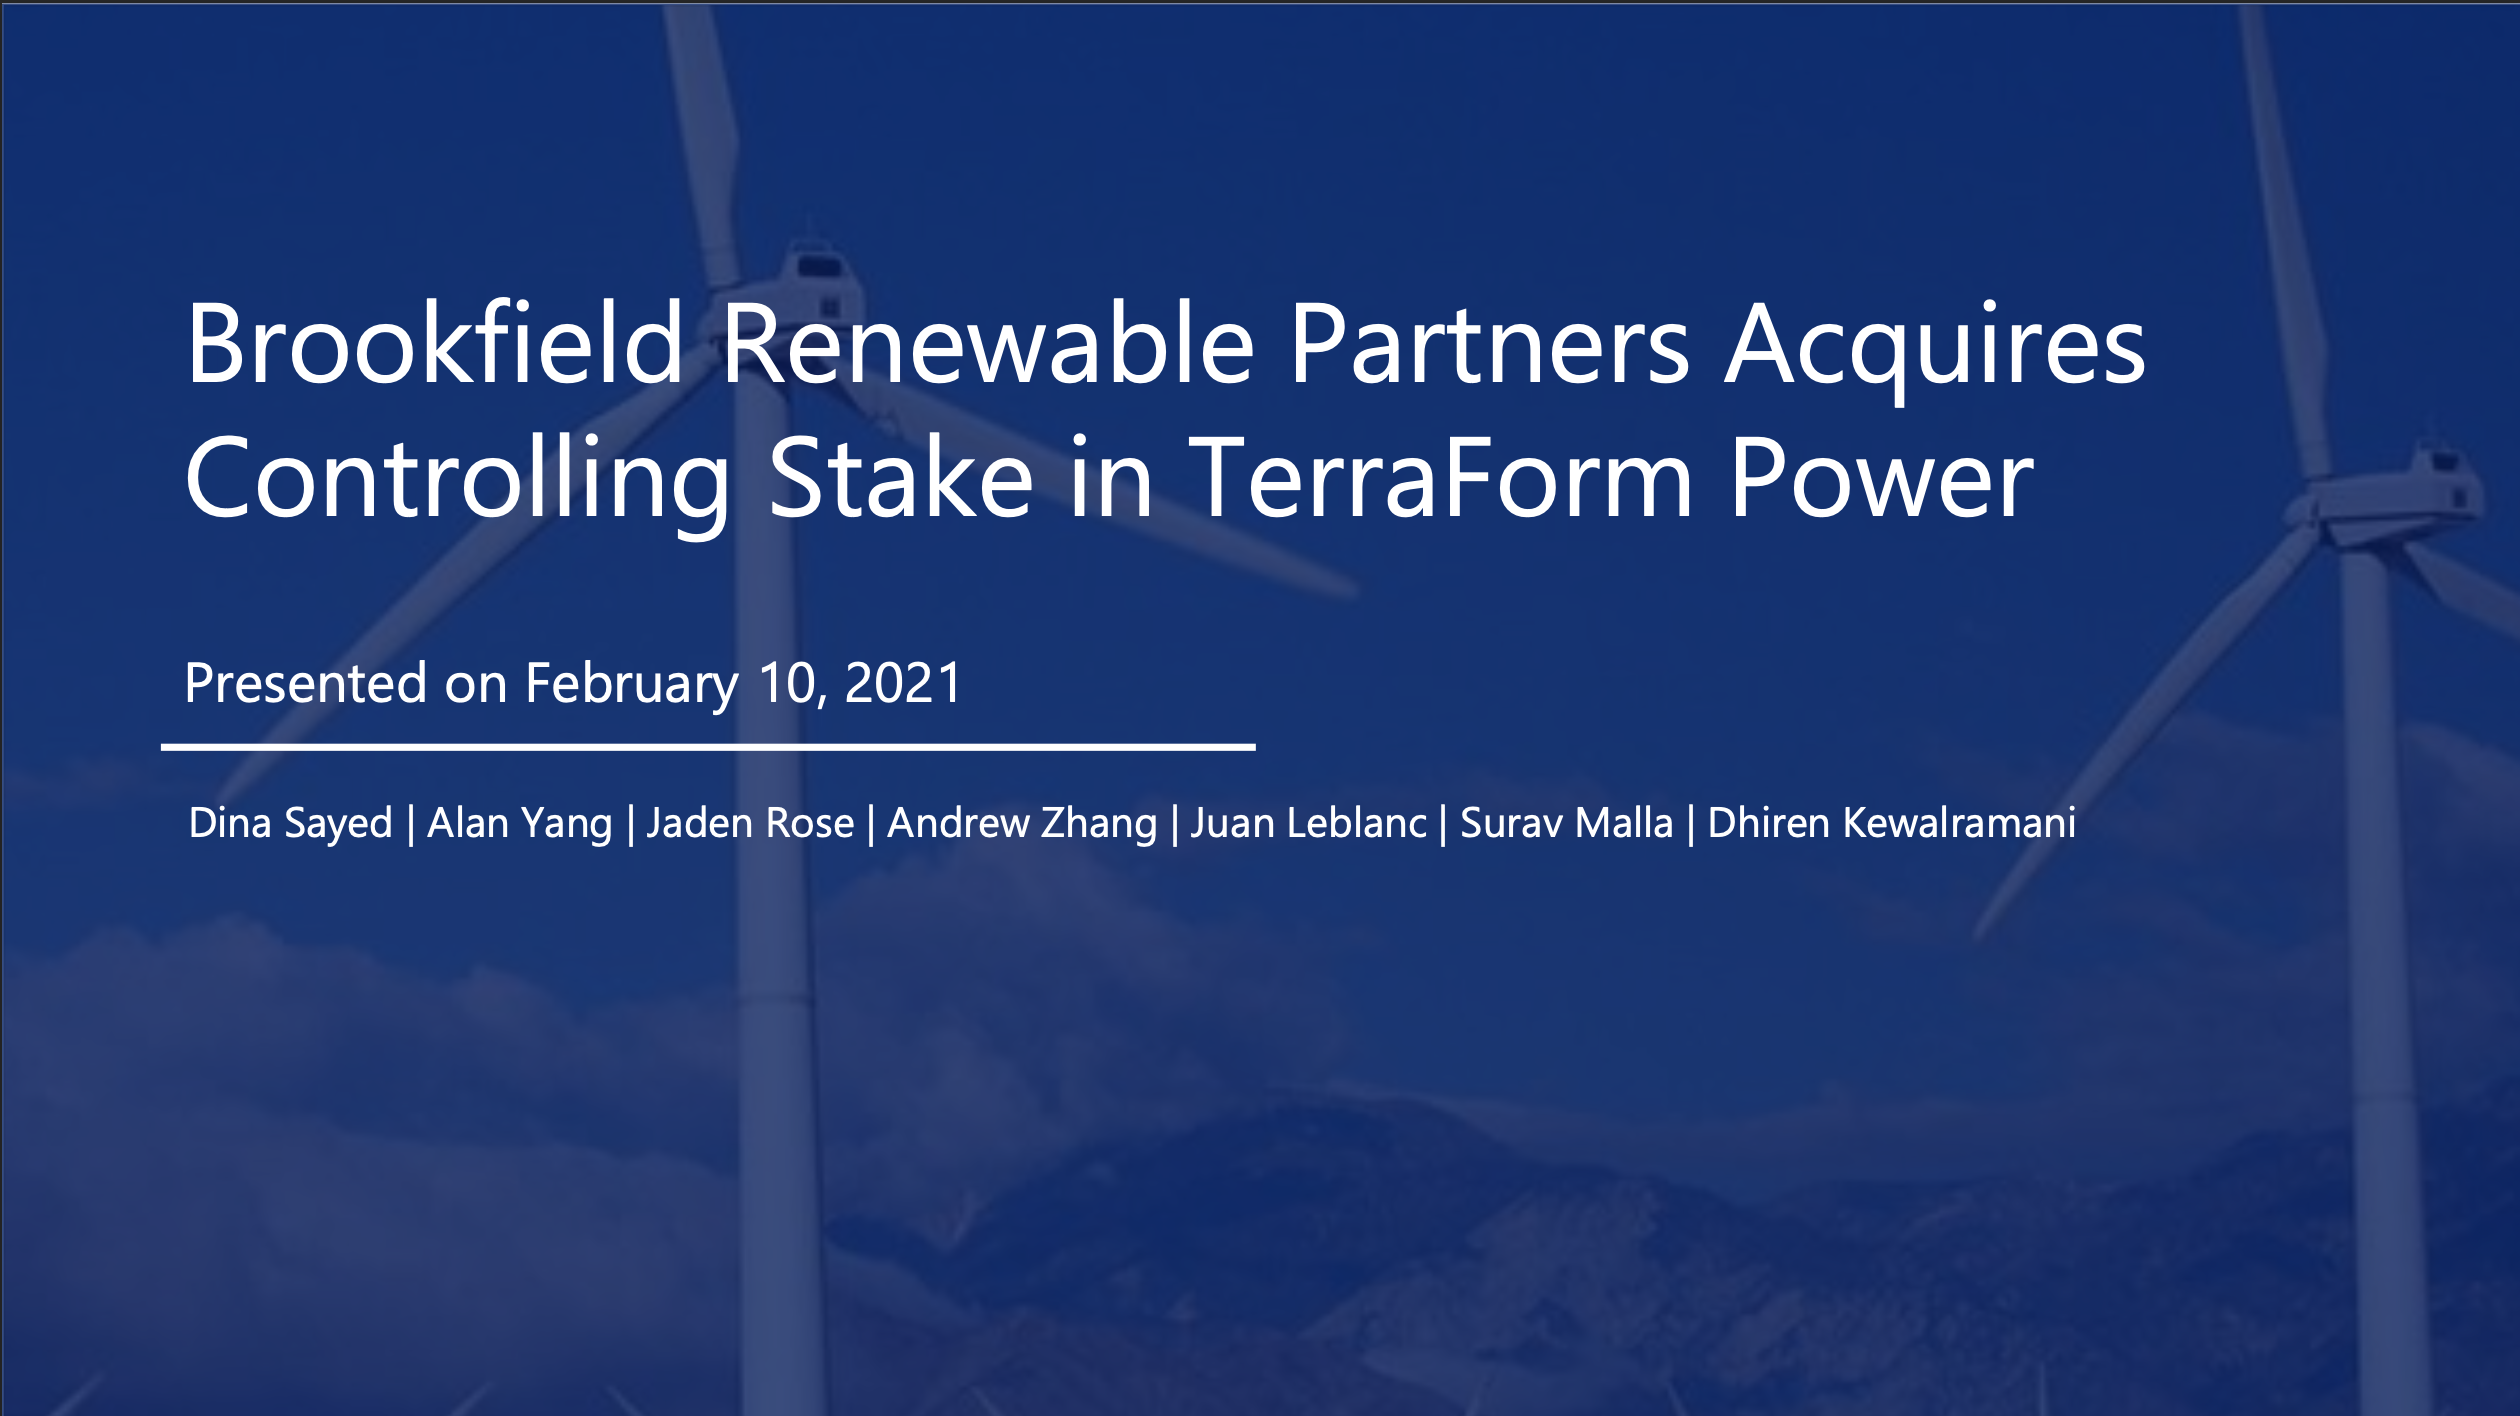 Brookfield Renewable Partners Acquires
Controlling Stake in TerraForm Power
Presented on February 10, 2021
Dina Sayed | Alan Yang | Jaden Rose | Andrew Zhang | Juan Leblanc | Surav Malla | Dhiren Kewalramani